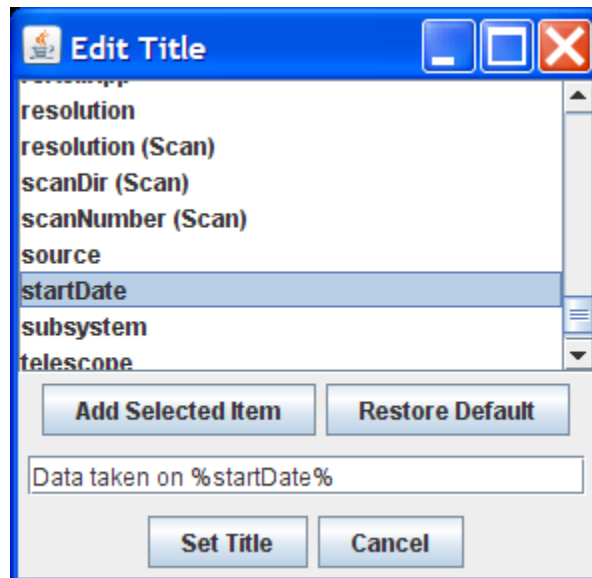 Edit Title
resolution
resolution (Scan)
scanDir (Scan)
scanNumber (Scan)
source
startDate
subsystem
telescope
Add Selected Item Restore Default
Data taken on %startDate%
Set Title Cancel